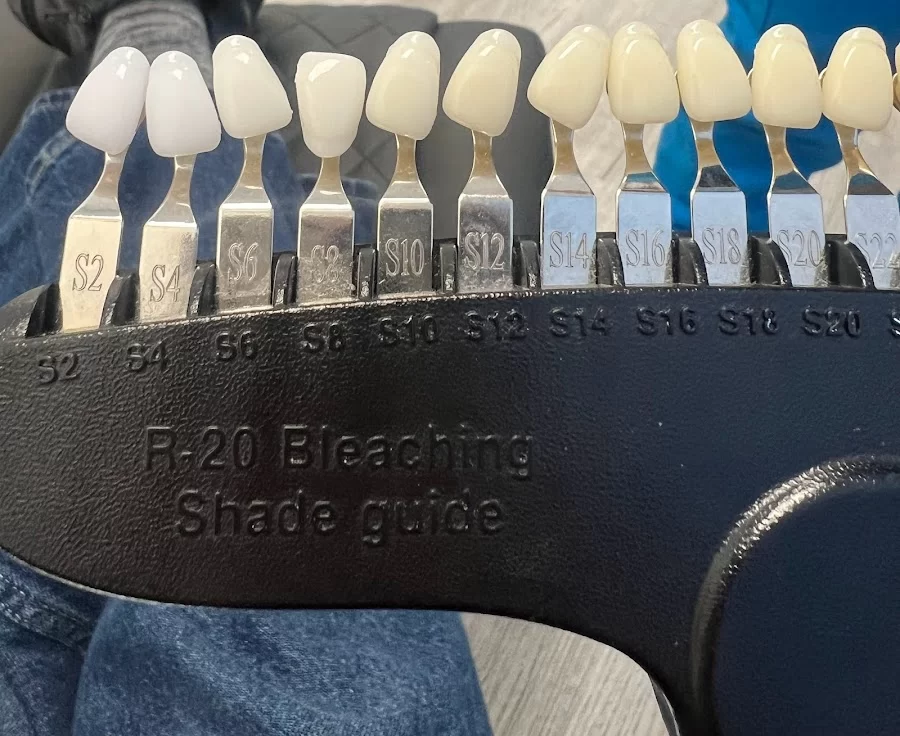 S2 S4 S6 S8 S10 S12 S14 S16 S18 S20 S22
S2 S4 S6 S8 S10 S12 S14 S16 S18 S20
R-20 Bleaching
Shade guide